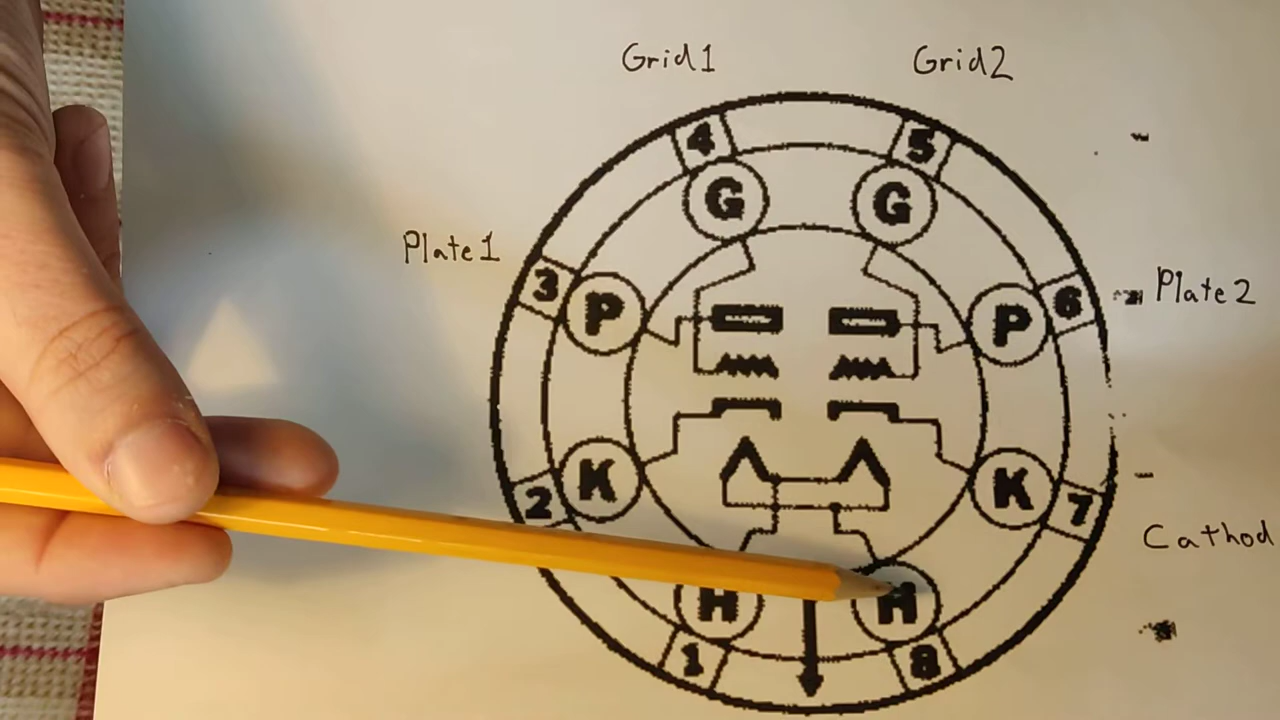 Grid1 Grid2
4 5
G G
Plate1
3 P P 6 Plate2
2 K K 7
Cathod
H H
1 8